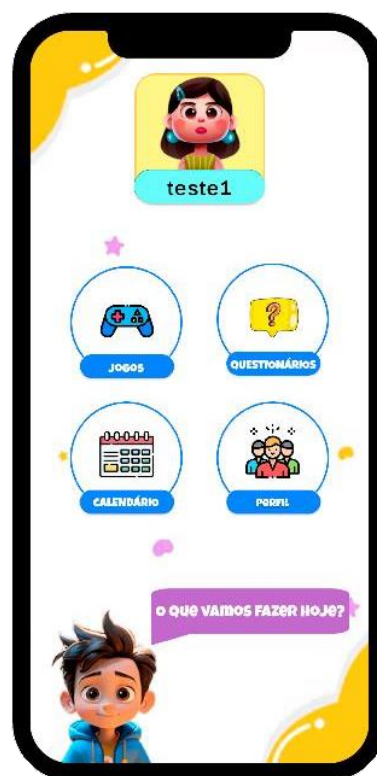 teste1
JOGOS
QUESTIONÁRIOS
CALENDÁRIO
PERFIL
O QUE VAMOS FAZER HOJE?